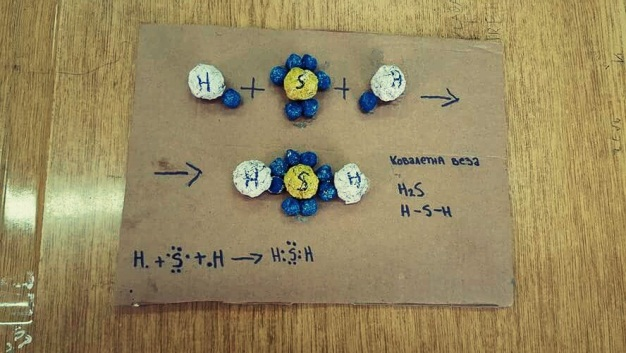 H + S + H →
→ H S H
Ковалетна веза
H₂S
H-S-H
H· + ·S̈· + ·H → H:S̈:H